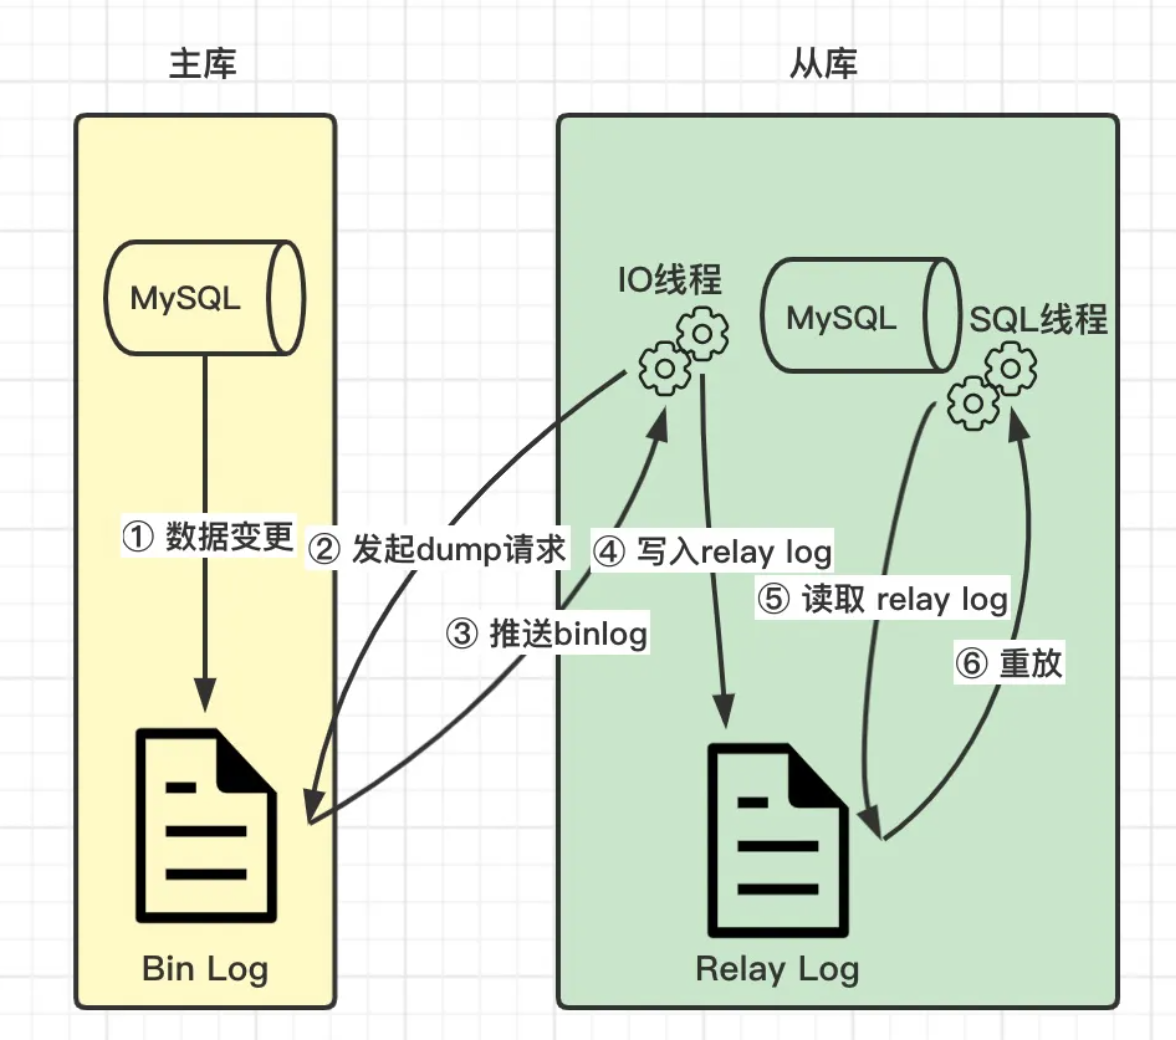 主库
从库
MySQL
IO线程
MySQL
SQL线程
① 数据变更
② 发起dump请求
③ 推送binlog
④ 写入relay log
⑤ 读取 relay log
⑥ 重放
Bin Log
Relay Log